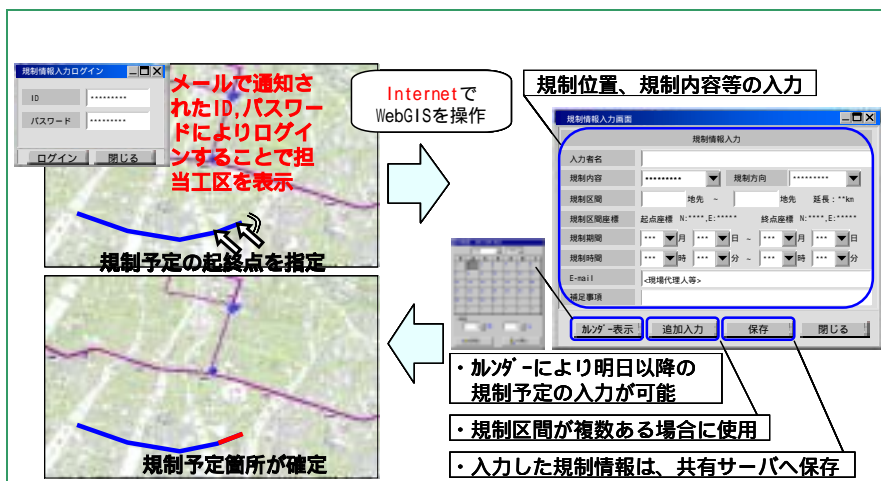 規制情報入力ログイン
ID
·········
パスワード
·········
ログイン
閉じる
メールで通知さ
れたID,パスワー
ドによりログイ
ンすることで担
当工区を表示
規制予定の起終点を指定
Internetで
WebGISを操作
規制位置、規制内容等の入力
規制情報入力画面
規制情報入力
入力者名
規制内容 ········· 規制方向 ·········
規制区間 地先 ~ 地先 延長：**km
規制区間座標 起点座標 N:****,E:***** 終点座標 N:****,E:*****
規制期間 ··· 月 ··· 日 ~ ··· 月 ··· 日
規制時間 ··· 時 ··· 分 ~ ··· 時 ··· 分
E-mail <現場代理人等>
補足事項
ｶﾚﾝﾀﾞｰ表示 追加入力 保存 閉じる
・ｶﾚﾝﾀﾞｰにより明日以降の
規制予定の入力が可能
・規制区間が複数ある場合に使用
・入力した規制情報は、共有サーバへ保存
規制予定箇所が確定